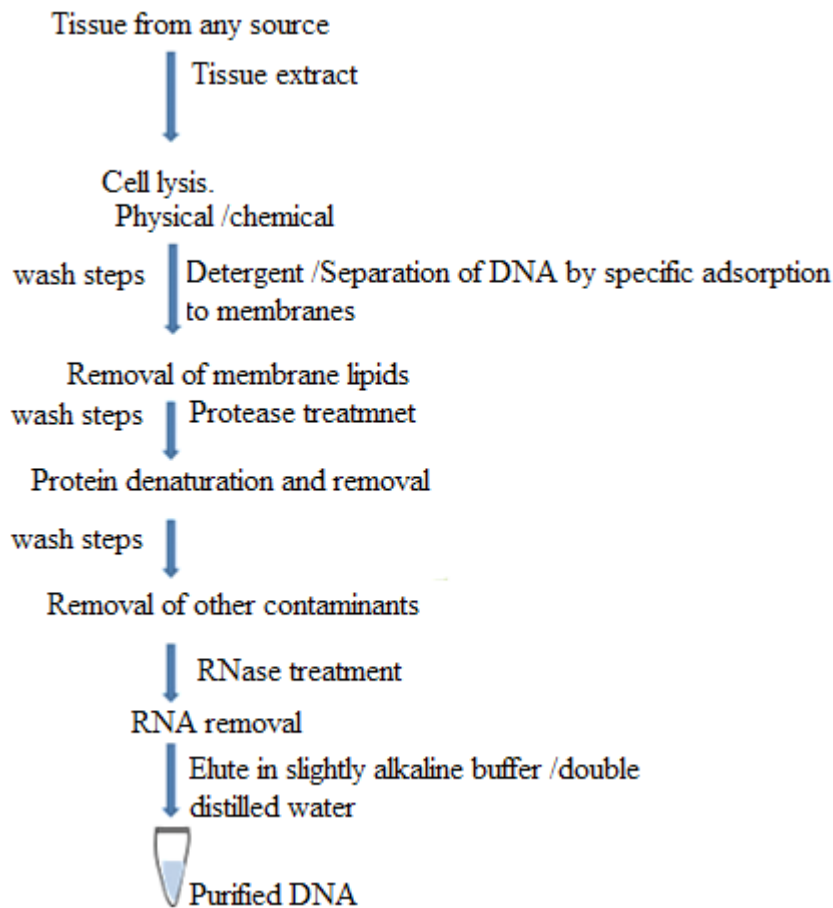 Tissue from any source
Tissue extract
Cell lysis.
Physical /chemical
wash steps
Detergent /Separation of DNA by specific adsorption
to membranes
Removal of membrane lipids
wash steps
Protease treatmnet
Protein denaturation and removal
wash steps
Removal of other contaminants
RNase treatment
RNA removal
Elute in slightly alkaline buffer /double
distilled water
Purified DNA